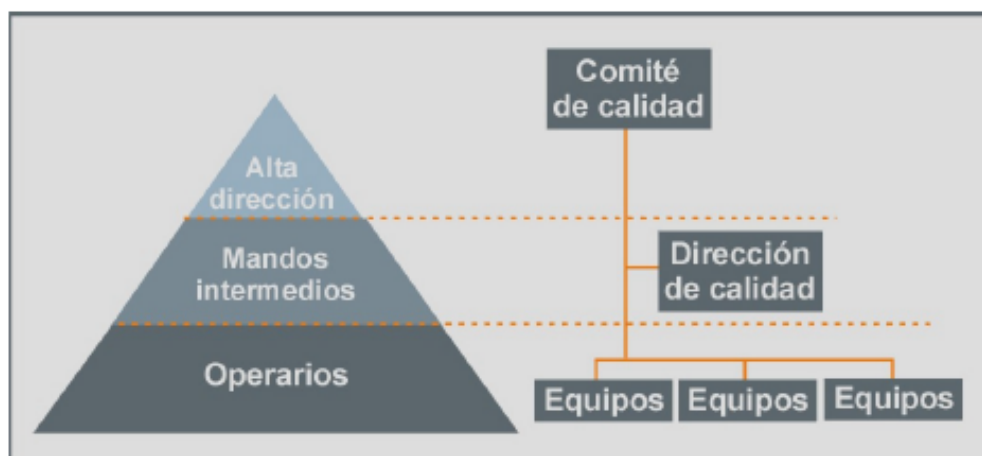 Alta
dirección
Mandos
intermedios
Operarios
Comité
de calidad
Dirección
de calidad
Equipos
Equipos
Equipos